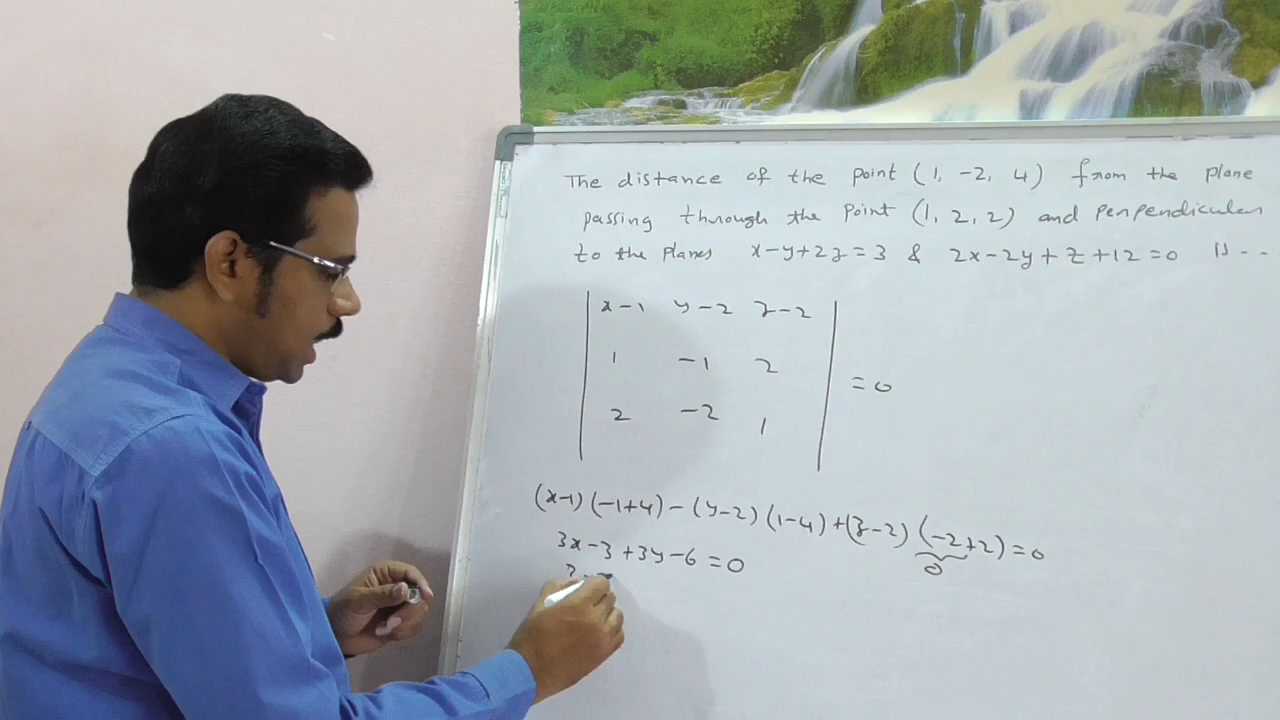 The distance of the point (1, -2, 4) from the plane
passing through the point (1, 2, 2) and perpendicular
to the planes x-y+2z=3 & 2x-2y+z+12=0 is --
x-1 y-2 z-2
1 -1 2
= 0
2 -2 1
(x-1)(-1+4)-(y-2)(1-4)+(z-2)(-2+2)=0
0
3x-3+3y-6=0